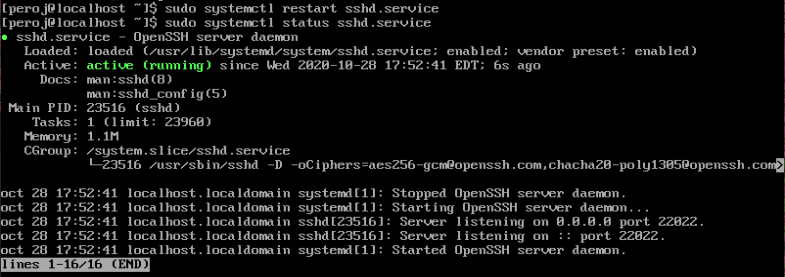 [peroj@localhost ~]$ sudo systemctl restart sshd.service
[peroj@localhost ~]$ sudo systemctl status sshd.service
● sshd.service - OpenSSH server daemon
   Loaded: loaded (/usr/lib/systemd/system/sshd.service; enabled; vendor preset: enabled)
   Active: active (running) since Wed 2020-10-28 17:52:41 EDT; 6s ago
     Docs: man:sshd(8)
           man:sshd_config(5)
 Main PID: 23516 (sshd)
    Tasks: 1 (limit: 23960)
   Memory: 1.1M
   CGroup: /system.slice/sshd.service
           └─23516 /usr/sbin/sshd -D -oCiphers=aes256-gcm@openssh.com,chacha20-poly1305@openssh.com>
oct 28 17:52:41 localhost.localdomain systemd[1]: Stopped OpenSSH server daemon.
oct 28 17:52:41 localhost.localdomain systemd[1]: Starting OpenSSH server daemon...
oct 28 17:52:41 localhost.localdomain sshd[23516]: Server listening on 0.0.0.0 port 22022.
oct 28 17:52:41 localhost.localdomain sshd[23516]: Server listening on :: port 22022.
oct 28 17:52:41 localhost.localdomain systemd[1]: Started OpenSSH server daemon.
lines 1-16/16 (END)